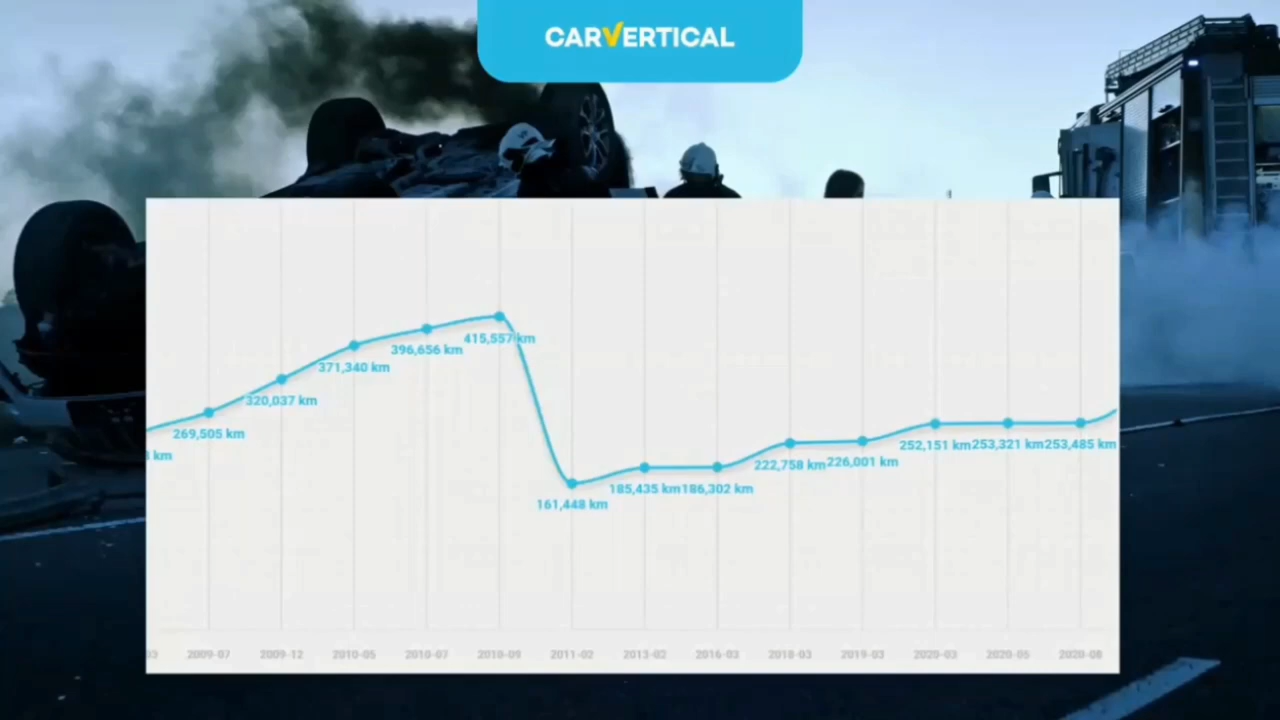 CARVERTICAL
415,557 km
396,656 km
371,340 km
320,037 km
269,505 km
km
252,151 km 253,321 km 253,485 km
222,758 km 226,001 km
185,435 km 186,302 km
161,448 km
03 2009-07 2009-12 2010-05 2010-07 2010-09 2011-02 2013-02 2016-03 2018-03 2019-03 2020-03 2020-05 2020-08